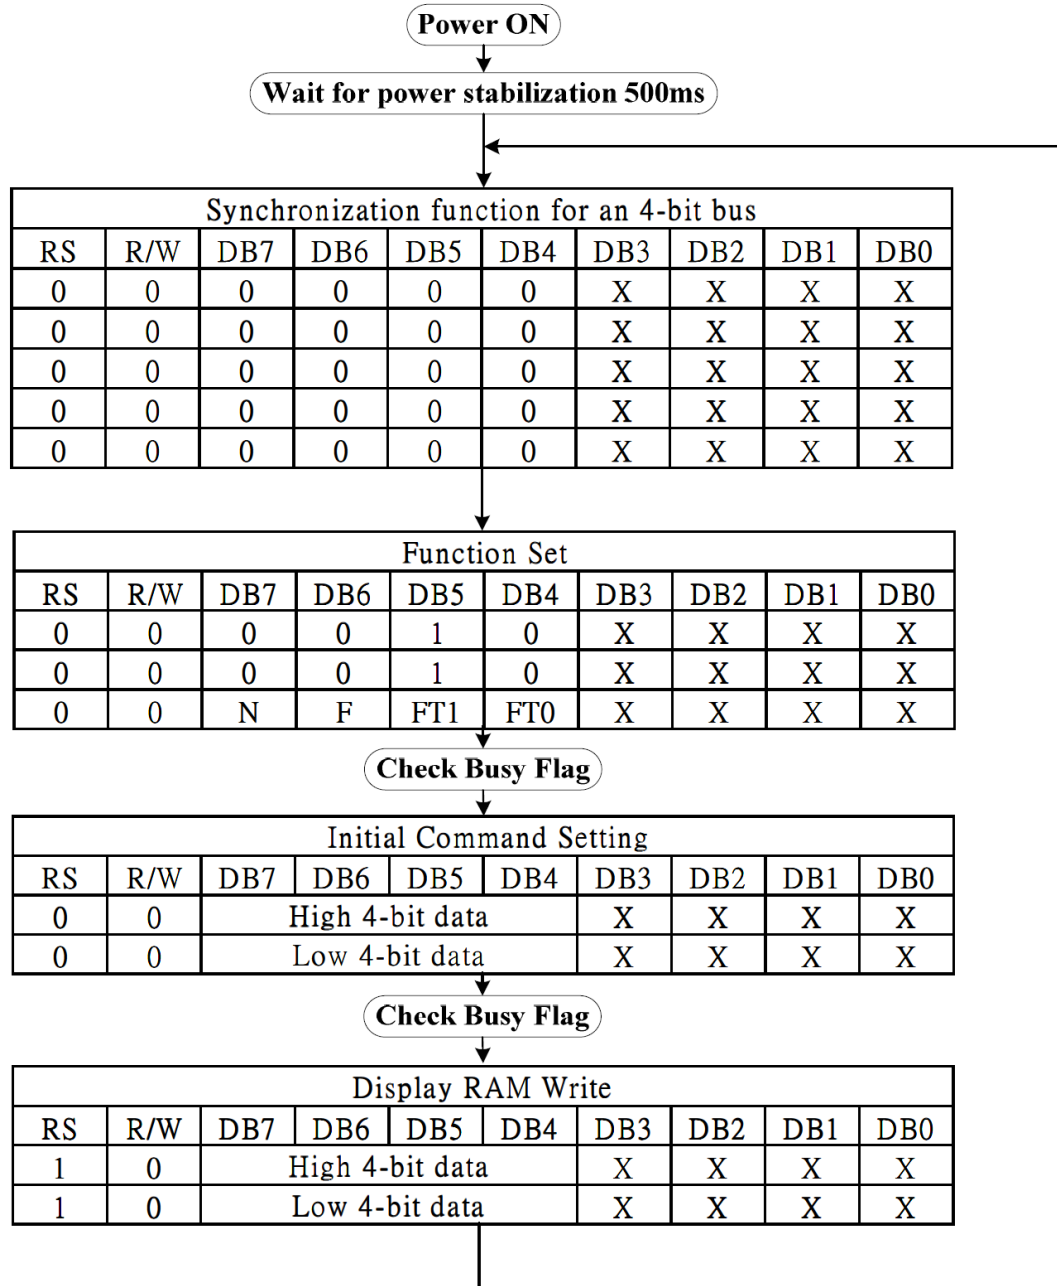 Power ON
Wait for power stabilization 500ms
Synchronization function for an 4-bit bus
RS R/W DB7 DB6 DB5 DB4 DB3 DB2 DB1 DB0
0 0 0 0 0 0 X X X X
0 0 0 0 0 0 X X X X
0 0 0 0 0 0 X X X X
0 0 0 0 0 0 X X X X
0 0 0 0 0 0 X X X X
Function Set
RS R/W DB7 DB6 DB5 DB4 DB3 DB2 DB1 DB0
0 0 0 0 1 0 X X X X
0 0 0 0 1 0 X X X X
0 0 N F FT1 FT0 X X X X
Check Busy Flag
Initial Command Setting
RS R/W DB7 DB6 DB5 DB4 DB3 DB2 DB1 DB0
0 0 High 4-bit data X X X X
0 0 Low 4-bit data X X X X
Check Busy Flag
Display RAM Write
RS R/W DB7 DB6 DB5 DB4 DB3 DB2 DB1 DB0
1 0 High 4-bit data X X X X
1 0 Low 4-bit data X X X X